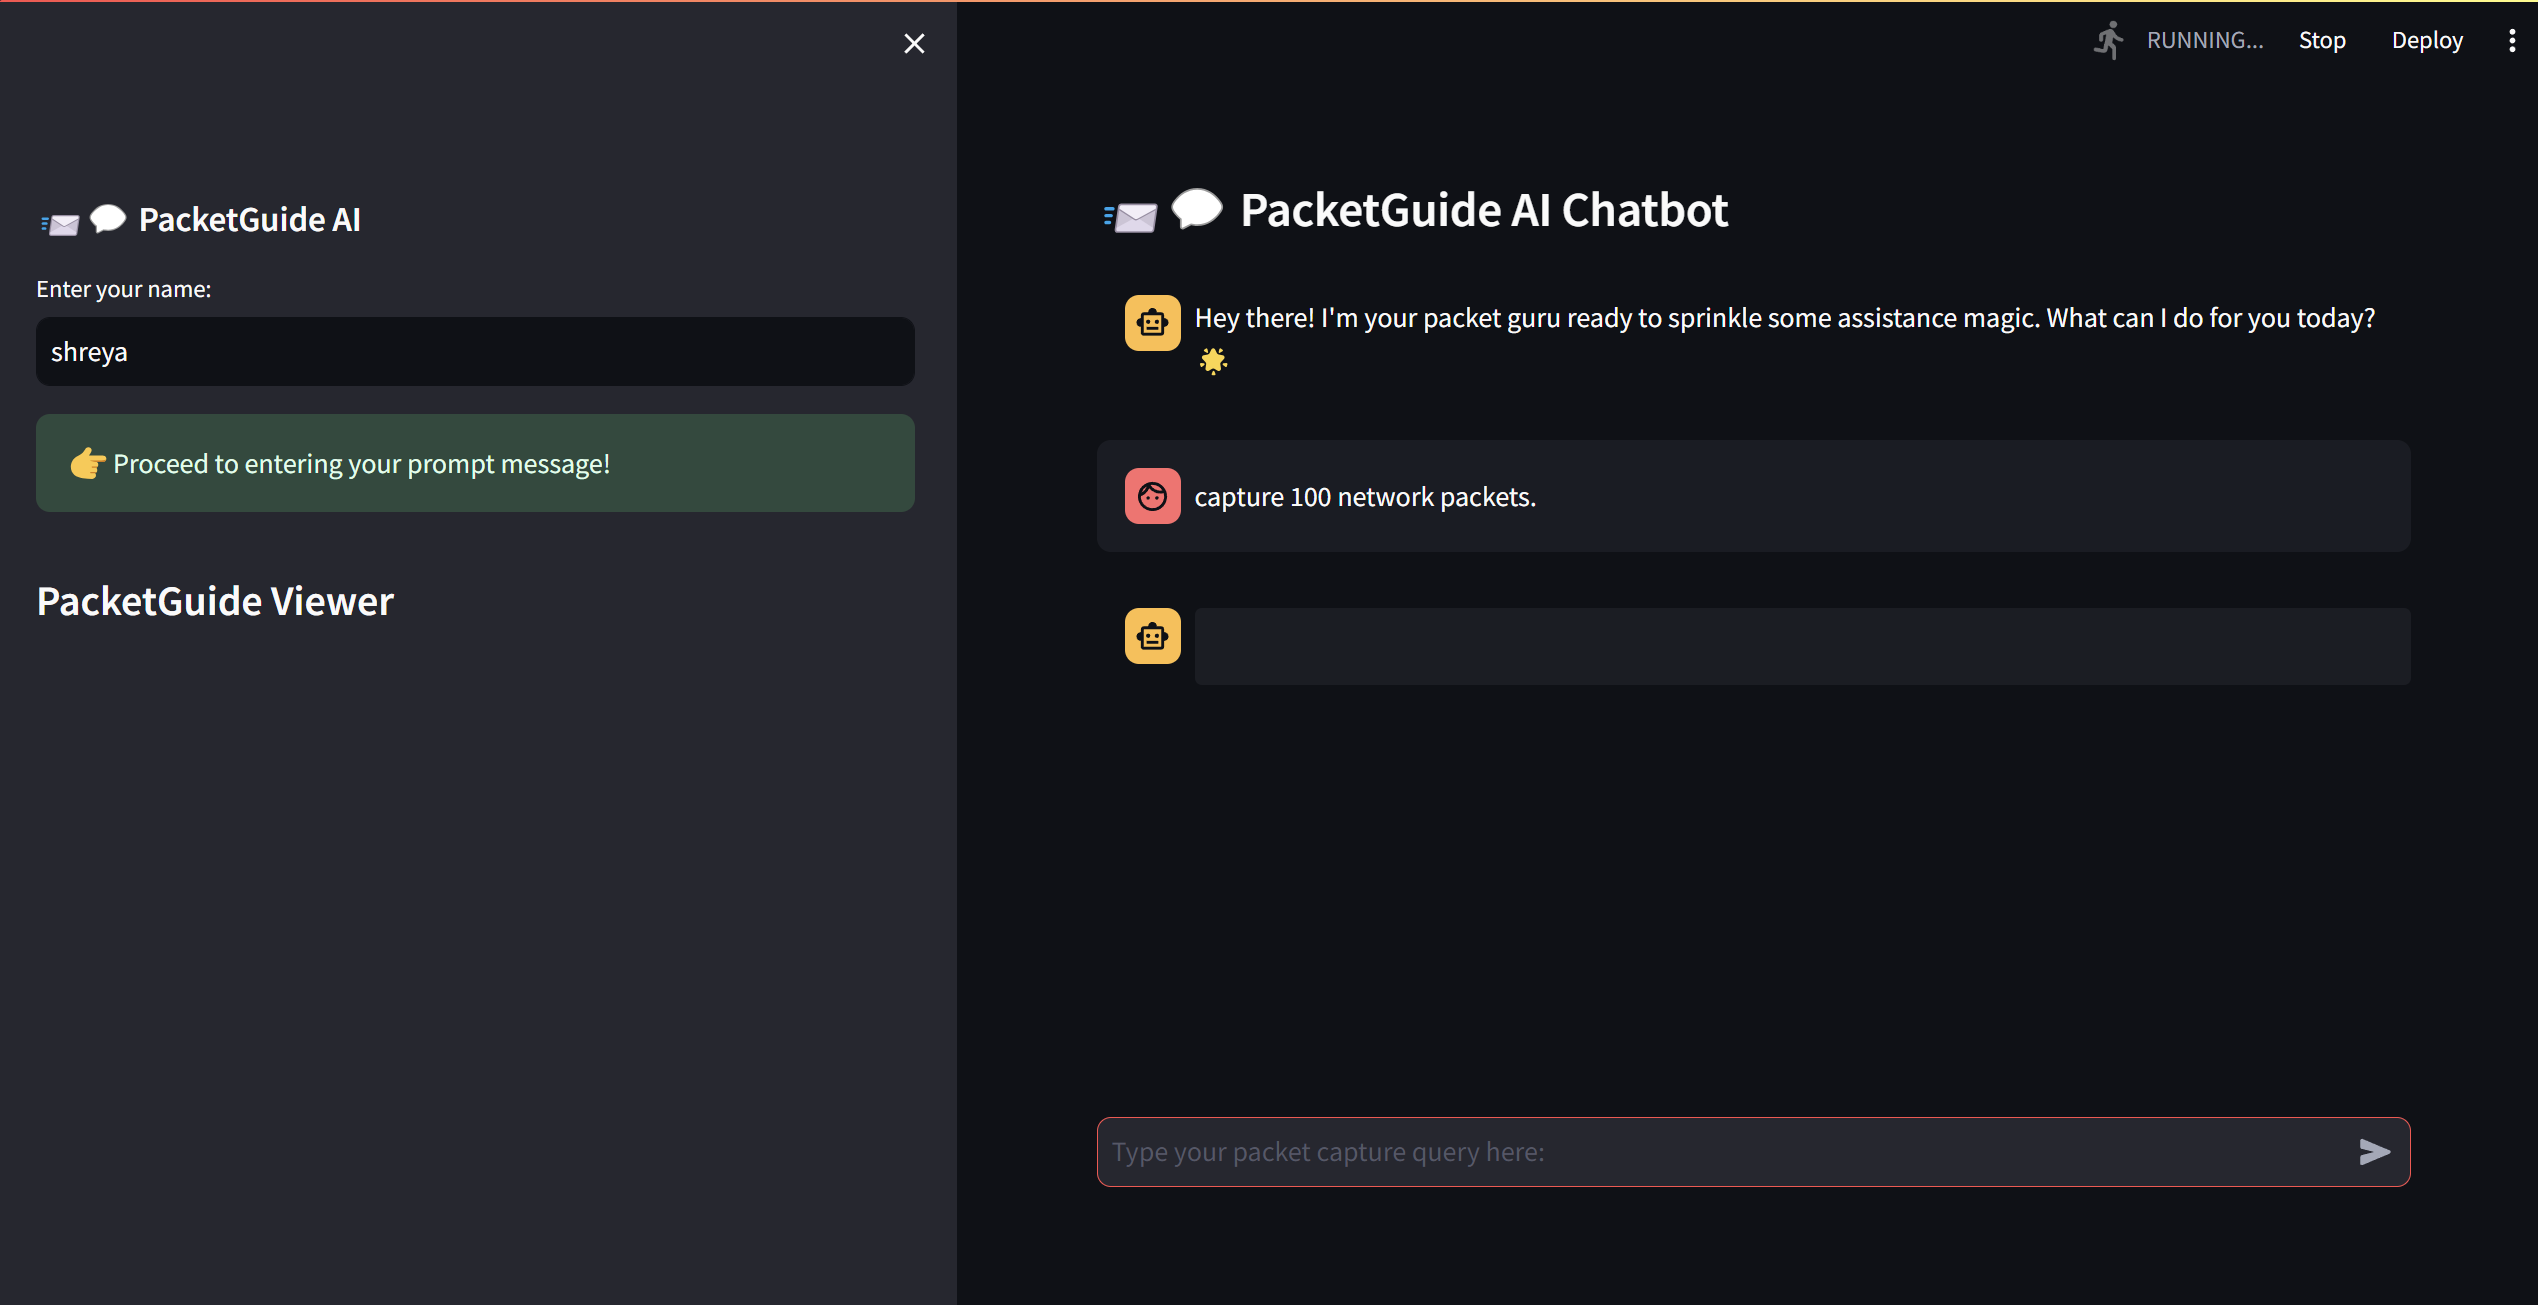 RUNNING...
Stop
Deploy
PacketGuide AI
Enter your name:
shreya
Proceed to entering your prompt message!
PacketGuide Viewer
PacketGuide AI Chatbot
Hey there! I'm your packet guru ready to sprinkle some assistance magic. What can I do for you today?
capture 100 network packets.
Type your packet capture query here: